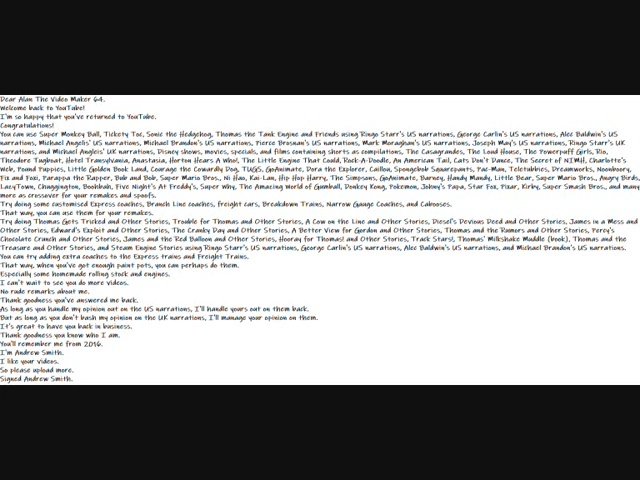 Dear Alan The Video Maker 64.
Welcome back to YouTube!
I'm so happy that you've returned to YouTube.
Congratulations!
You can use Super Monkey Ball, Tickety Toc, Sonic the Hedgehog, Thomas the Tank Engine and Friends using Ringo Starr's US narrations, George Carlin's US narrations, Alec Baldwin's US
narrations, Michael Angelis' US narrations, Michael Brandon's US narrations, Pierce Brosnan's US narrations, Mark Moraghan's US narrations, Joseph May's US narrations, Ringo Starr's UK
narrations, and Michael Angleis' UK narrations, Disney shows, movies, specials, and films containing shorts as compilations, The Casagrandes, The Loud House, The Powerpuff Girls, Rio,
Theodore Tugboat, Hotel Transylvania, Anastasia, Horton Hears A Who!, The Little Engine That Could, Rock-A-Doodle, An American Tail, Cats Don't Dance, The Secret of NIMH, Charlotte's
Web, Pound Puppies, Little Golden Book Land, Courage the Cowardly Dog, TUGS, GoAnimate, Dora the Explorer, Caillou, Spongebob Squarepants, Pac-Man, Teletubbies, Dreamworks, Noonbory,
Fix and Foxi, Parappa the Rapper, Bob and Bob, Super Mario Bros., Ni Hao, Kai-Lan, Hip Hop Harry, The Simpsons, GoAnimate, Barney, Handy Mandy, Little Bear, Super Mario Bros., Angry Birds,
LazyTown, Chuggington, Boohbah, Five Night's At Freddy's, Super Why, The Amazing World of Gumball, Donkey Kong, Pokemon, Johny's Papa, Star Fox, Pixar, Kirby, Super Smash Bros., and many
more as crossover for your remakes and spoofs.
Try doing some customised Express coaches, Branch Line coaches, freight cars, Breakdown Trains, Narrow Gauge Coaches, and Cabooses.
That way, you can use them for your remakes.
Try doing Thomas Gets Tricked and Other Stories, Trouble for Thomas and Other Stories, A Cow on the Line and Other Stories, Diesel's Devious Deed and Other Stories, James in a Mess and
Other Stories, Edward's Exploit and Other Stories, The Cranky Day and Other Stories, A Better View for Gordon and Other Stories, Thomas and the Rumors and Other Stories, Percy's
Chocolate Crunch and Other Stories, James and the Red Balloon and Other Stories, Hooray for Thomas! and Other Stories, Track Stars!, Thomas' Milkshake Muddle (book), Thomas and the
Treasure and Other Stories, and Steam Engine Stories using Ringo Starr's US narrations, George Carlin's US narrations, Alec Baldwin's US narrations, and Michael Brandon's US narrations.
You can try adding extra coaches to the Express trains and Freight Trains.
That way, when you've got enough paint pots, you can perhaps do them.
Especially some homemade rolling stock and engines.
I can't wait to see you do more videos.
No rude remarks about me.
Thank goodness you've answered me back.
As long as you handle my opinion out on the US narrations, I'll handle yours out on them back.
But as long as you don't bash my opinion on the UK narrations, I'll manage your opinion on them.
It's great to have you back in business.
Thank goodness you know who I am.
You'll remember me from 2016.
I'm Andrew Smith.
I like your videos.
So please upload more.
Signed Andrew Smith.